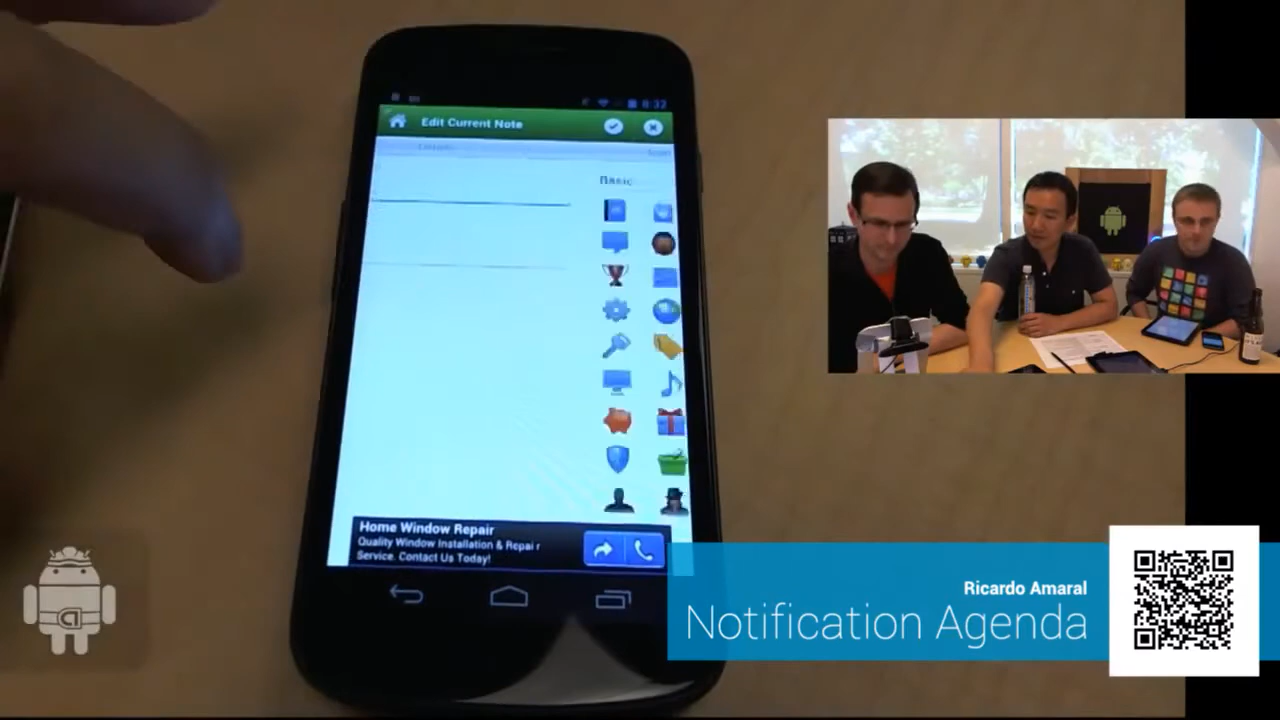 8:32
Edit Current Note
Basic
Home Window Repair
Quality Window Installation & Repair
Service. Contact Us Today!
Ricardo Amaral
Notification Agenda